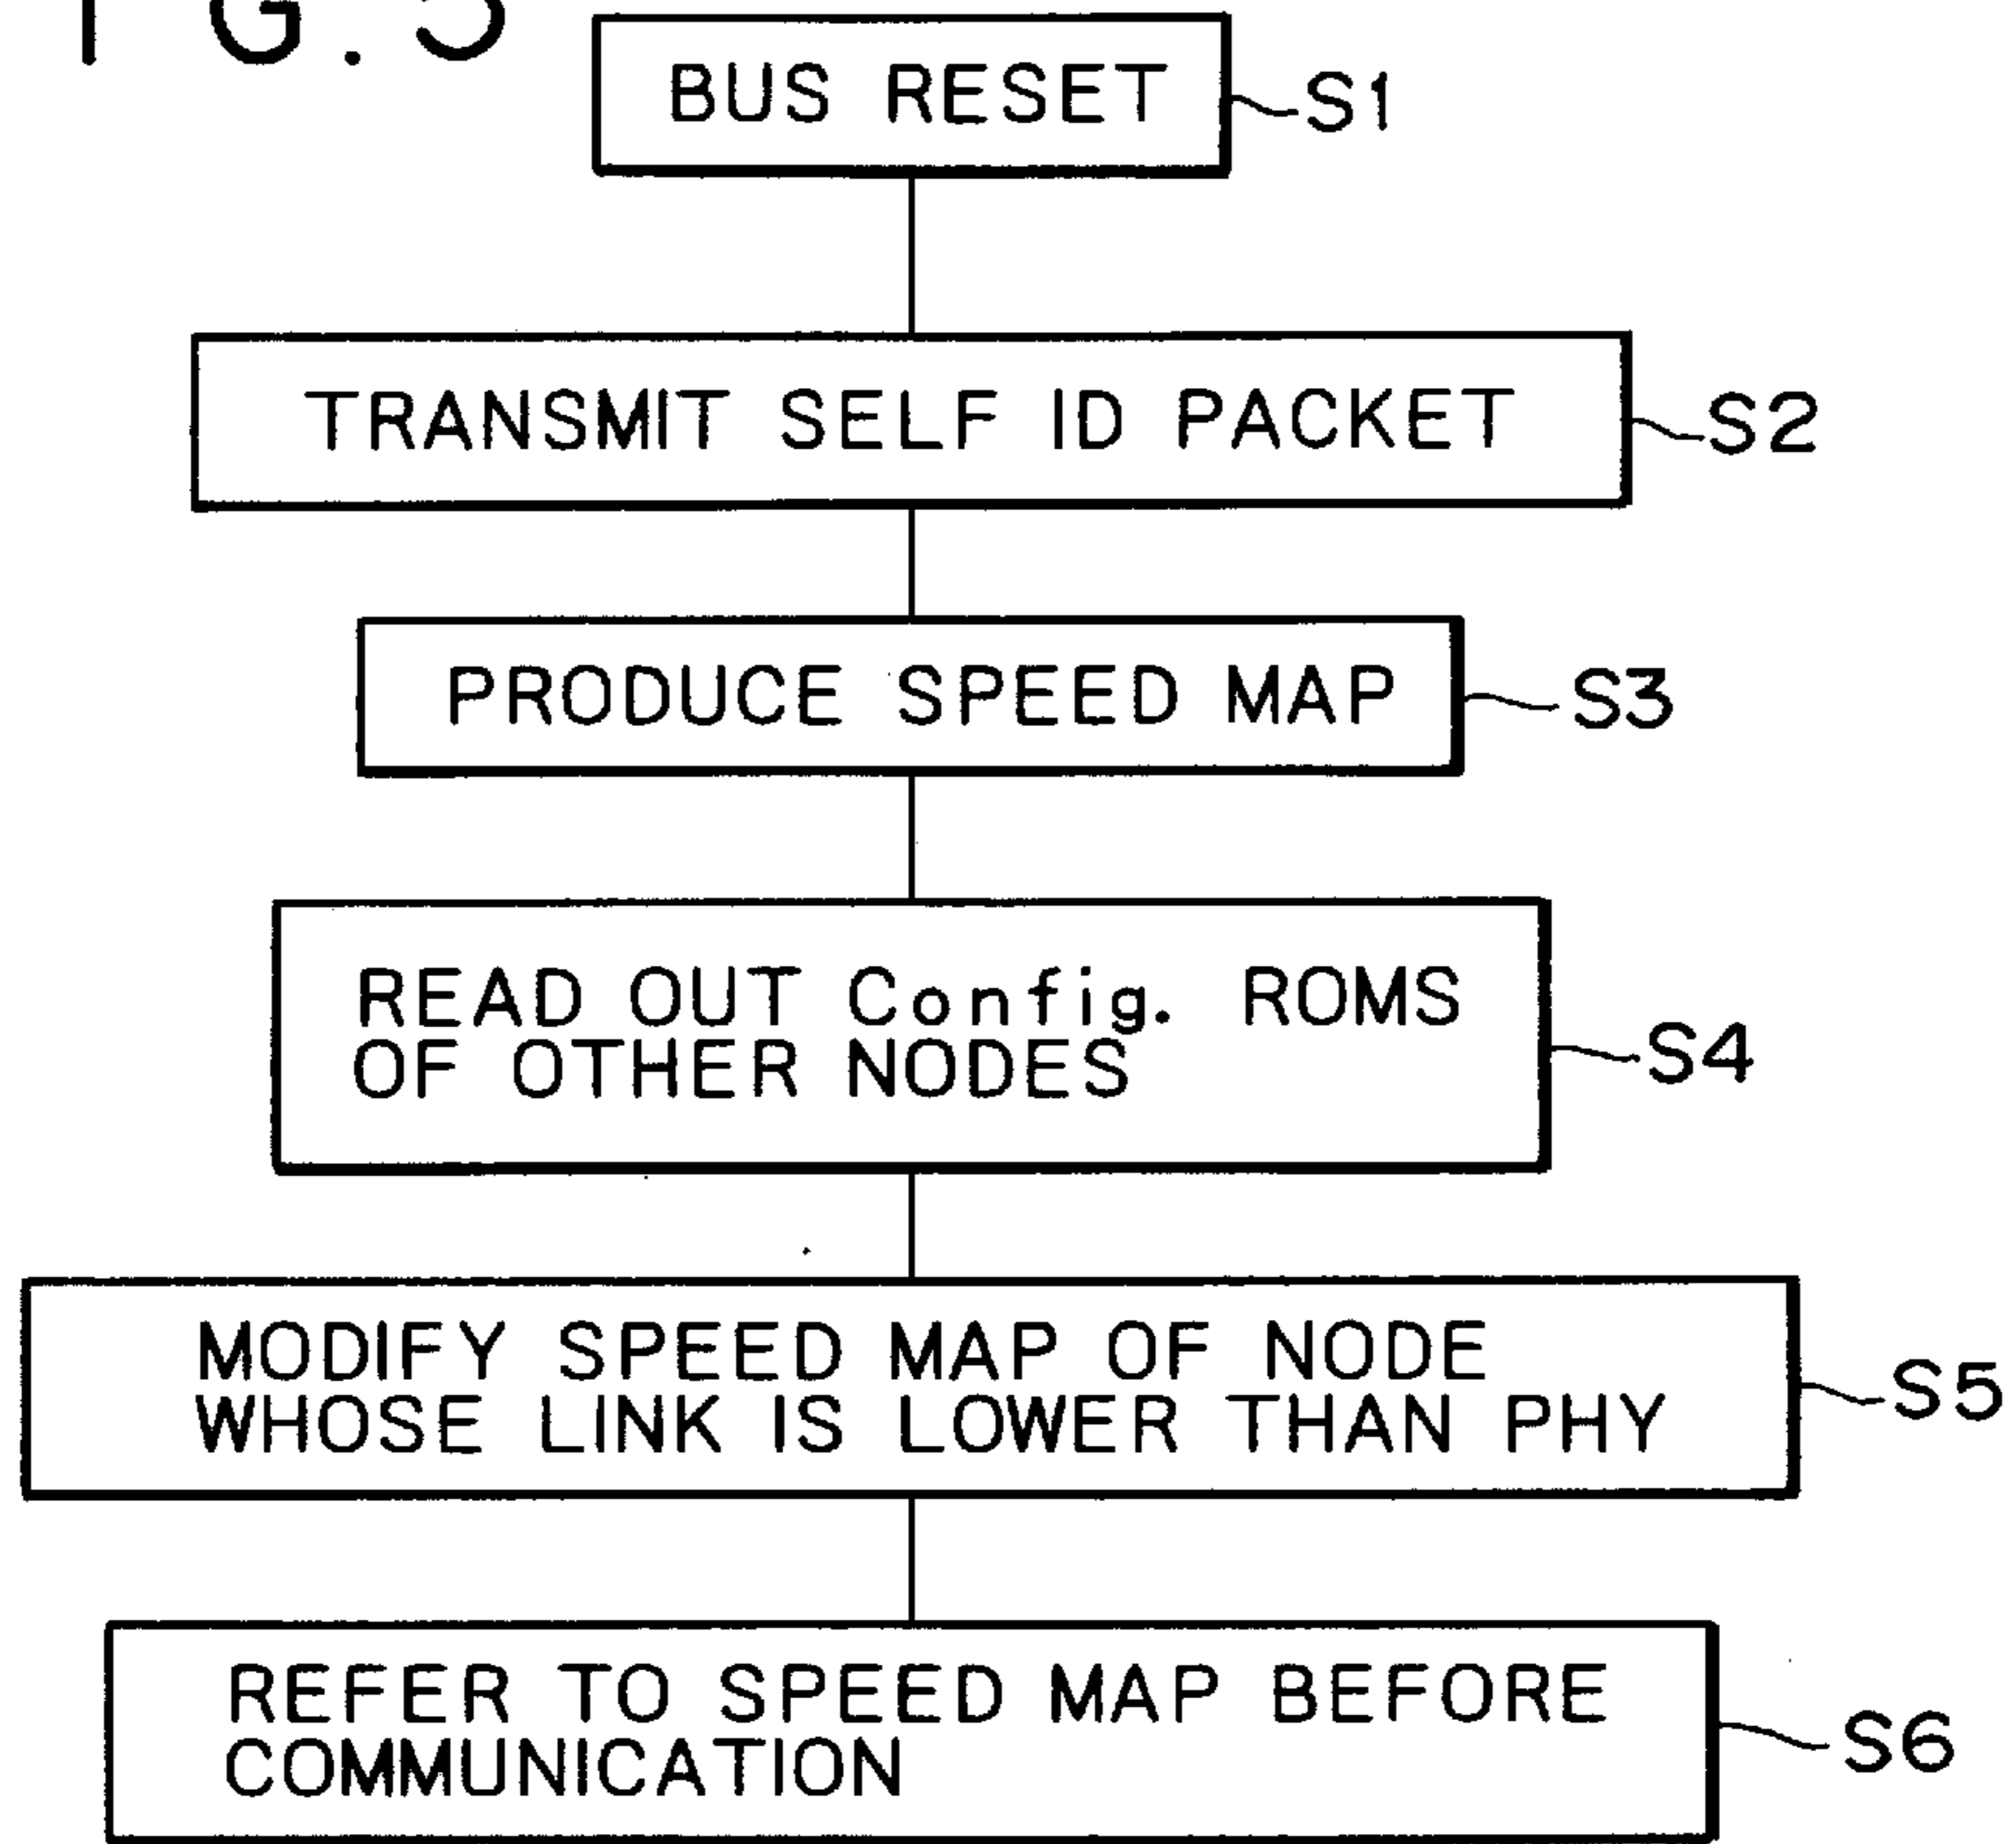 FIG.5
BUS RESET
S1
TRANSMIT SELF ID PACKET
S2
PRODUCE SPEED MAP
S3
READ OUT Config. ROMS
OF OTHER NODES
S4
MODIFY SPEED MAP OF NODE
WHOSE LINK IS LOWER THAN PHY
S5
REFER TO SPEED MAP BEFORE
COMMUNICATION
S6